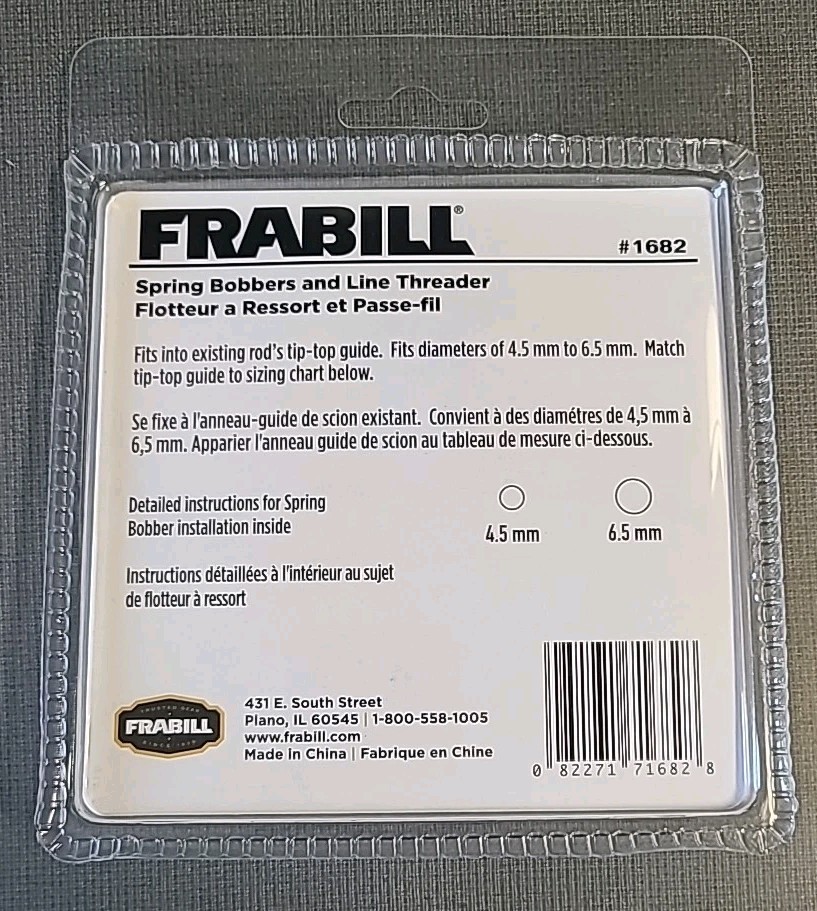 FRABILL®
#1682
Spring Bobbers and Line Threader
Flotteur a Ressort et Passe-fil
Fits into existing rod's tip-top guide. Fits diameters of 4.5 mm to 6.5 mm. Match
tip-top guide to sizing chart below.
Se fixe à l'anneau-guide de scion existant. Convient à des diamétres de 4,5 mm à
6,5 mm. Apparier l'anneau guide de scion au tableau de mesure ci-dessous.
Detailed instructions for Spring
Bobber installation inside
4.5 mm
6.5 mm
Instructions détaillées à l'intérieur au sujet
de flotteur à ressort
TRUSTED GEAR
FRABILL
431 E. South Street
Plano, IL 60545 | 1-800-558-1005
www.frabill.com
Made in China | Fabrique en Chine
0 82271 71682 8